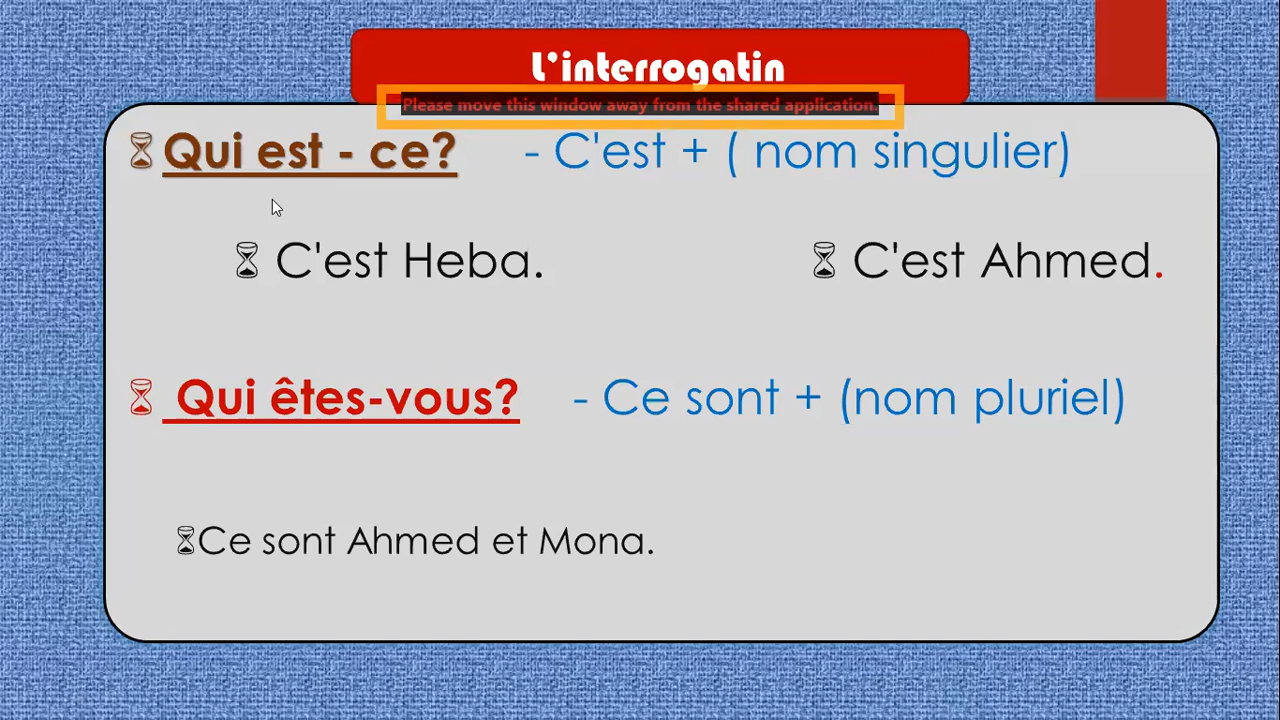 L'interrogatin
Please move this window away from the shared application.
Qui est - ce? - C'est + ( nom singulier)
C'est Heba. C'est Ahmed.
Qui êtes-vous? - Ce sont + (nom pluriel)
Ce sont Ahmed et Mona.